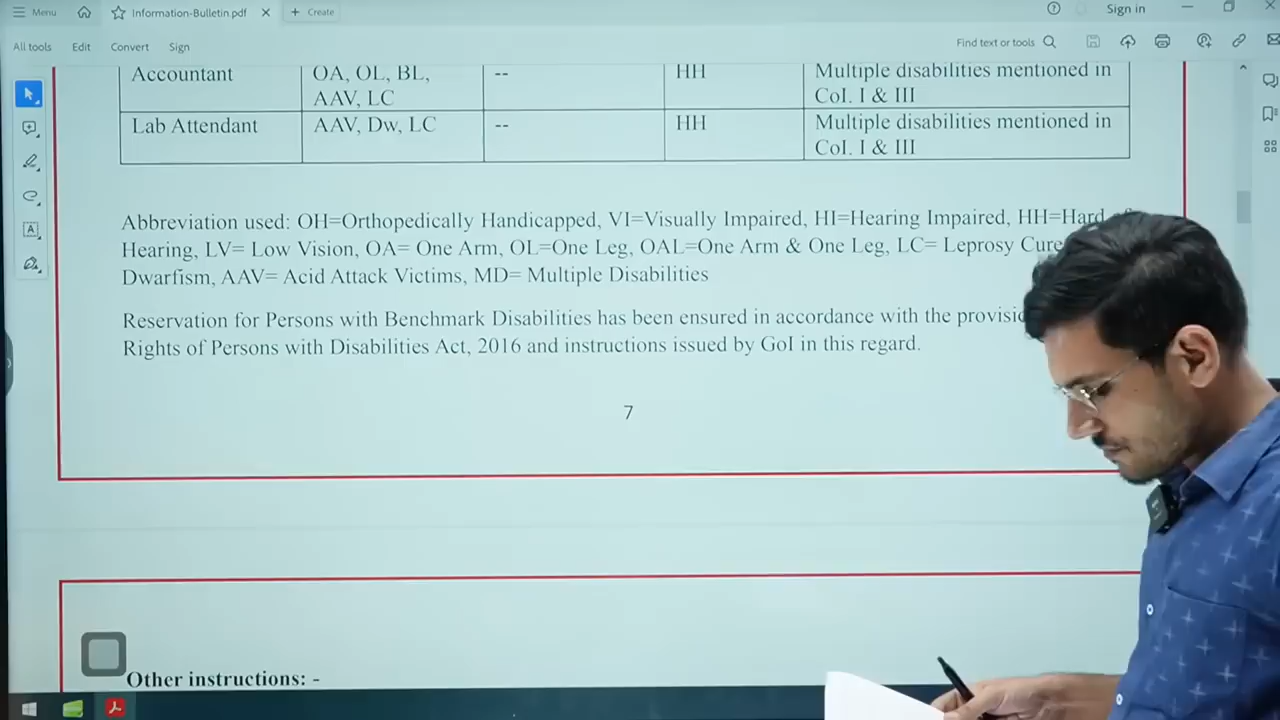 Menu
Information-Bulletin.pdf
Create
Sign in
All tools Edit Convert Sign
Find text or tools
Accountant OA, OL, BL, -- HH Multiple disabilities mentioned in
AAV, LC CoI. I & III
Lab Attendant AAV, Dw, LC -- HH Multiple disabilities mentioned in
CoI. I & III
Abbreviation used: OH=Orthopedically Handicapped, VI=Visually Impaired, HI=Hearing Impaired, HH=Hard
Hearing, LV= Low Vision, OA= One Arm, OL=One Leg, OAL=One Arm & One Leg, LC= Leprosy
Dwarfism, AAV= Acid Attack Victims, MD= Multiple Disabilities
Reservation for Persons with Benchmark Disabilities has been ensured in accordance with the
Rights of Persons with Disabilities Act, 2016 and instructions issued by GoI in this regard.
7
Other instructions: -